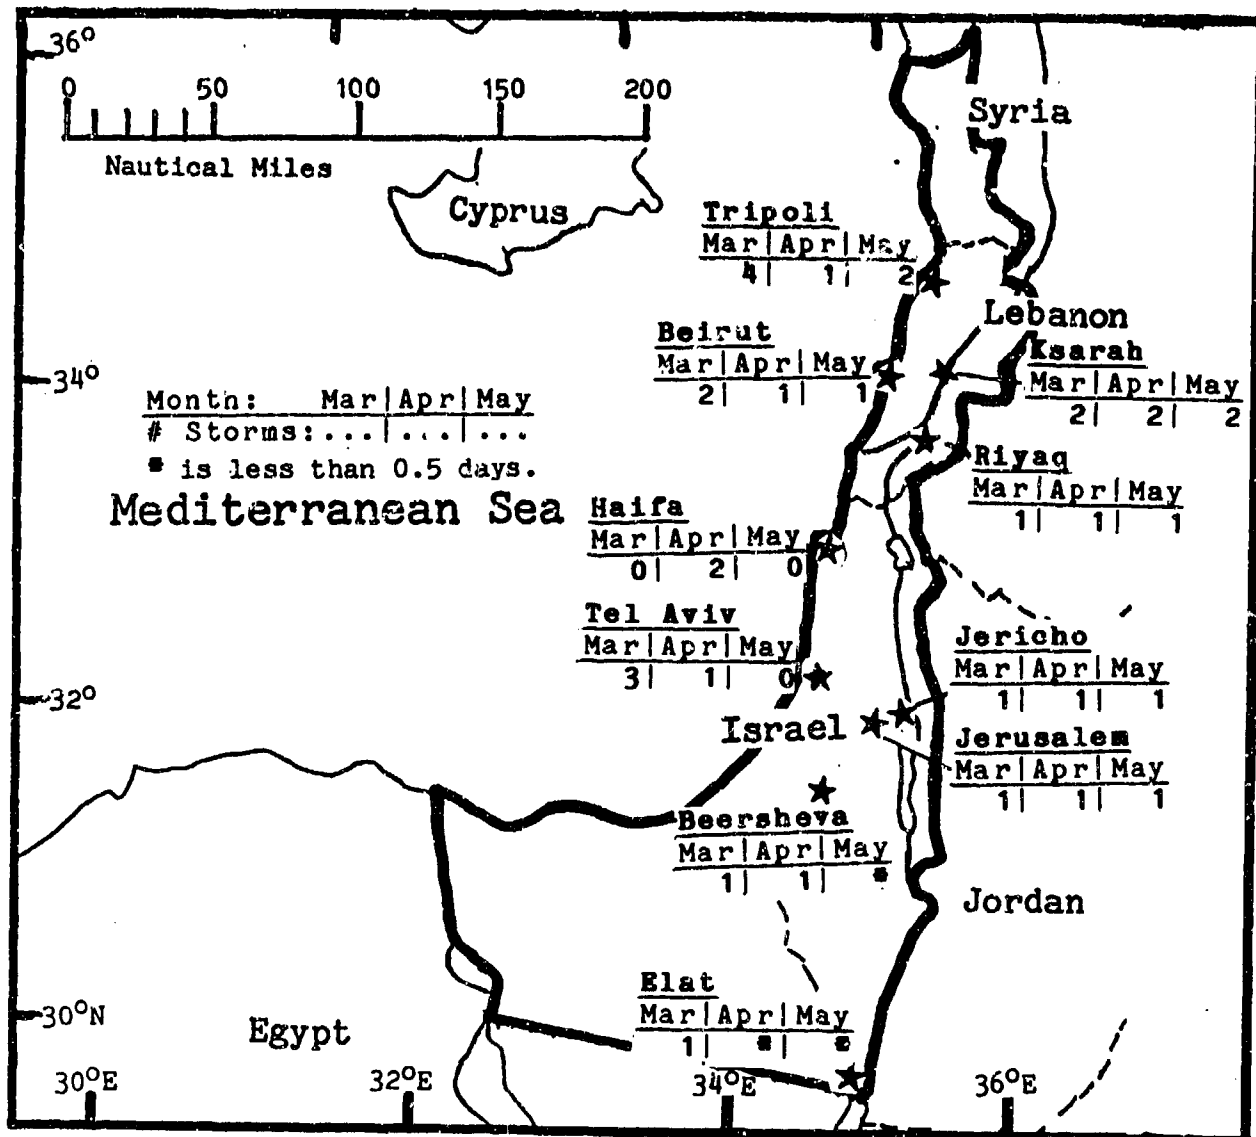 36°
0 50 100 150 200
Nautical Miles
Syria
Cyprus
Tripoli
Mar|Apr|May
4| 1| 2
Lebanon
Beirut
Mar|Apr|May
2| 1| 1
Ksarah
Mar|Apr|May
2| 2| 2
34°
Month: Mar|Apr|May
# Storms:...|...|...
* is less than 0.5 days.
Riyaq
Mar|Apr|May
1| 1| 1
Mediterranean Sea
Haifa
Mar|Apr|May
0| 2| 0
Tel Aviv
Mar|Apr|May
3| 1| 0
Jericho
Mar|Apr|May
1| 1| 1
32°
Israel
Jerusalem
Mar|Apr|May
1| 1| 1
Beersheva
Mar|Apr|May
1| 1| *
Jordan
Elat
Mar|Apr|May
1| *| *
30°N
Egypt
30°E 32°E 34°E 36°E